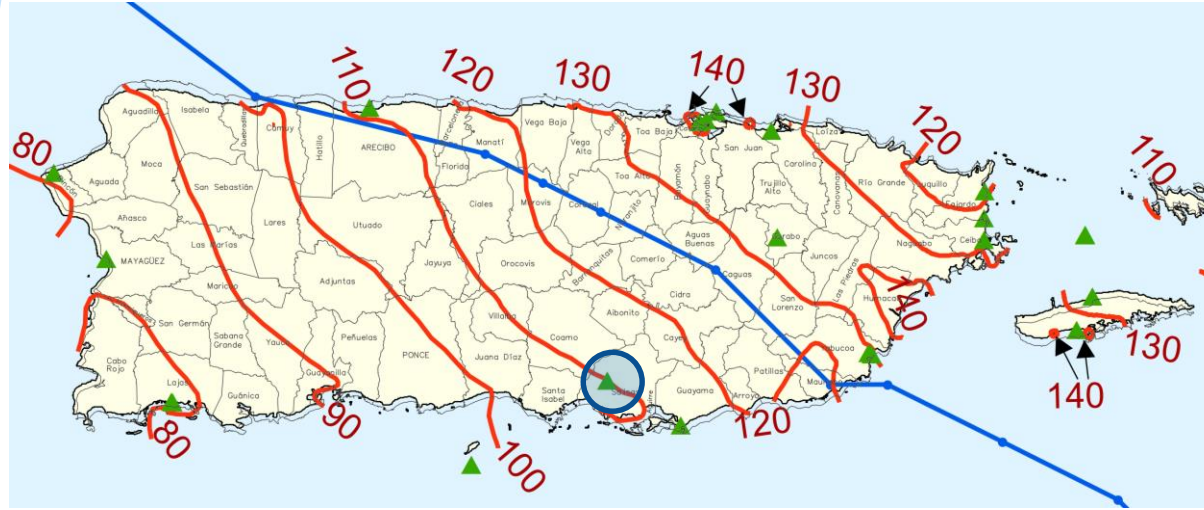 140
130
120
110
130
120
110
80
Aguadilla
Isabela
Quebradillas
Camuy
Hatillo
ARECIBO
Barceloneta
Manatí
Vega Baja
Vega Alta
Dorado
Toa Baja
San Juan
Loíza
Carolina
Moca
San Sebastián
Florida
Ciales
Morovis
Corozal
Toa Alta
Bayamón
Guaynabo
Trujillo
Alto
Canóvanas
Río Grande
Luquillo
Fajardo
Rincón
Aguada
Añasco
Lares
Utuado
Naranjito
Aguas
Buenas
Gurabo
Naguabo
Ceiba
Las Marías
MAYAGÜEZ
Maricao
Adjuntas
Jayuya
Orocovis
Barranquitas
Comerío
Caguas
Juncos
Las Piedras
Humacao
Cidra
San
Lorenzo
140
130
140
San Germán
Sabana
Grande
Yauco
Peñuelas
PONCE
Villalba
Juana Díaz
Coamo
Aibonito
Cayey
Yabucoa
Patillas
Cabo
Rojo
Lajas
Guánica
Guayanilla
Santa
Isabel
Salinas
Guayama
Arroyo
80
90
100
120